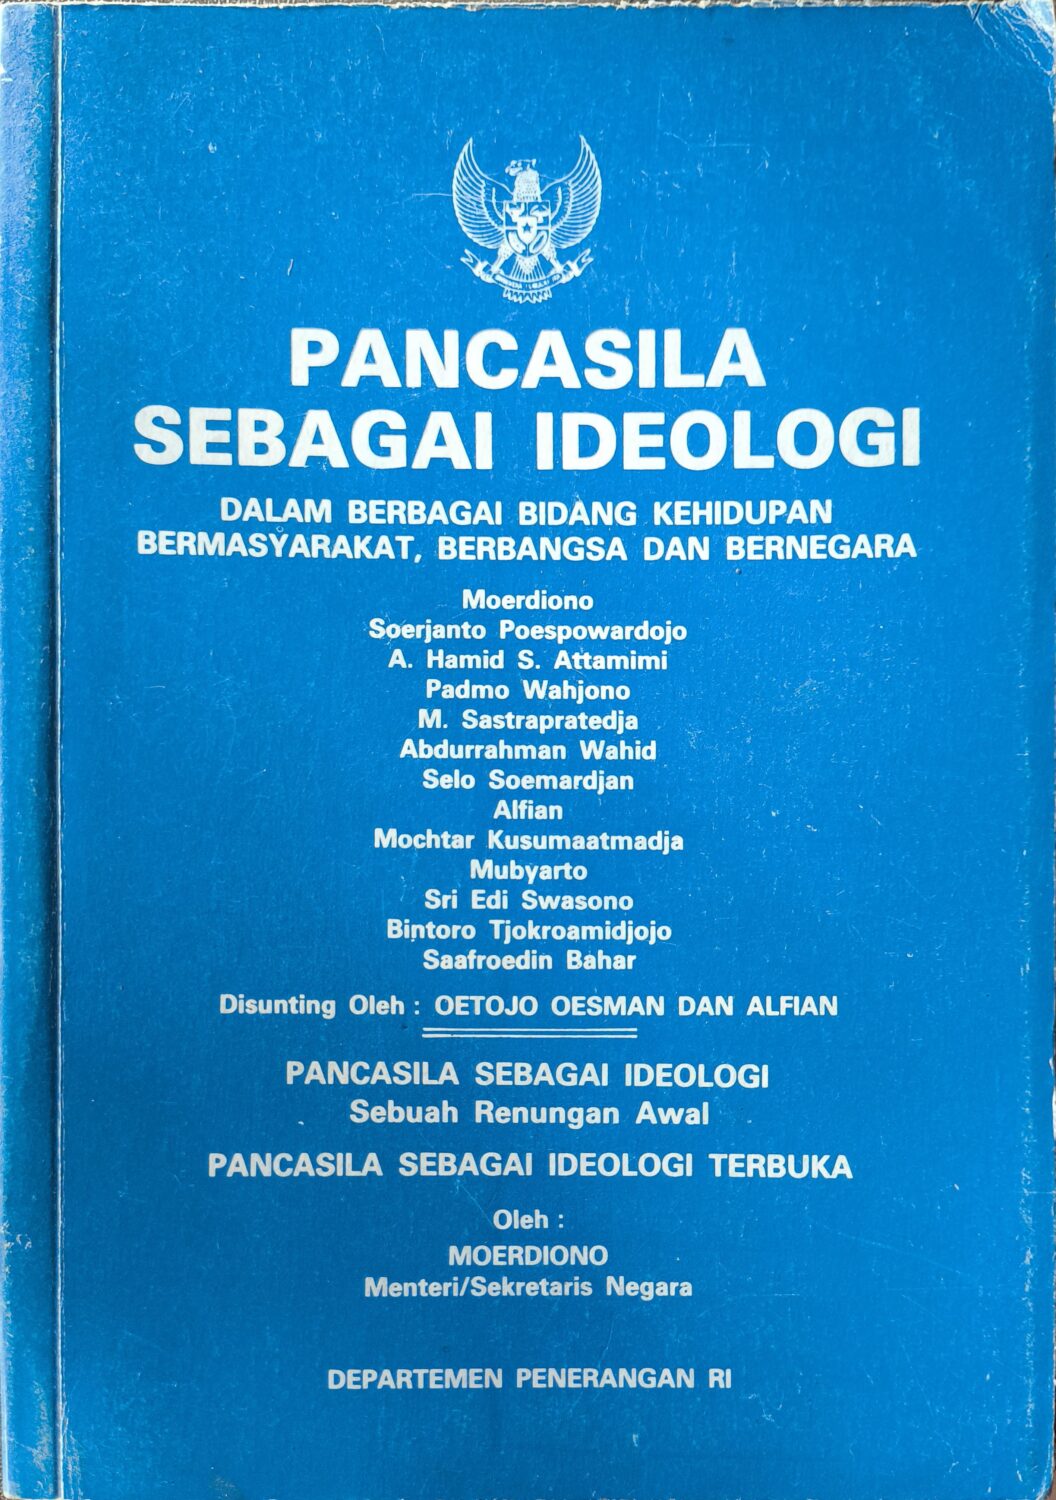 PANCASILA
SEBAGAI IDEOLOGI
DALAM BERBAGAI BIDANG KEHIDUPAN
BERMASYARAKAT, BERBANGSA DAN BERNEGARA
Moerdiono
Soerjanto Poespowardojo
A. Hamid S. Attamimi
Padmo Wahjono
M. Sastrapratedja
Abdurrahman Wahid
Selo Soemardjan
Alfian
Mochtar Kusumaatmadja
Mubyarto
Sri Edi Swasono
Bintoro Tjokroamidjojo
Saafroedin Bahar
Disunting Oleh : OETOJO OESMAN DAN ALFIAN
PANCASILA SEBAGAI IDEOLOGI
Sebuah Renungan Awal
PANCASILA SEBAGAI IDEOLOGI TERBUKA
Oleh :
MOERDIONO
Menteri/Sekretaris Negara
DEPARTEMEN PENERANGAN RI